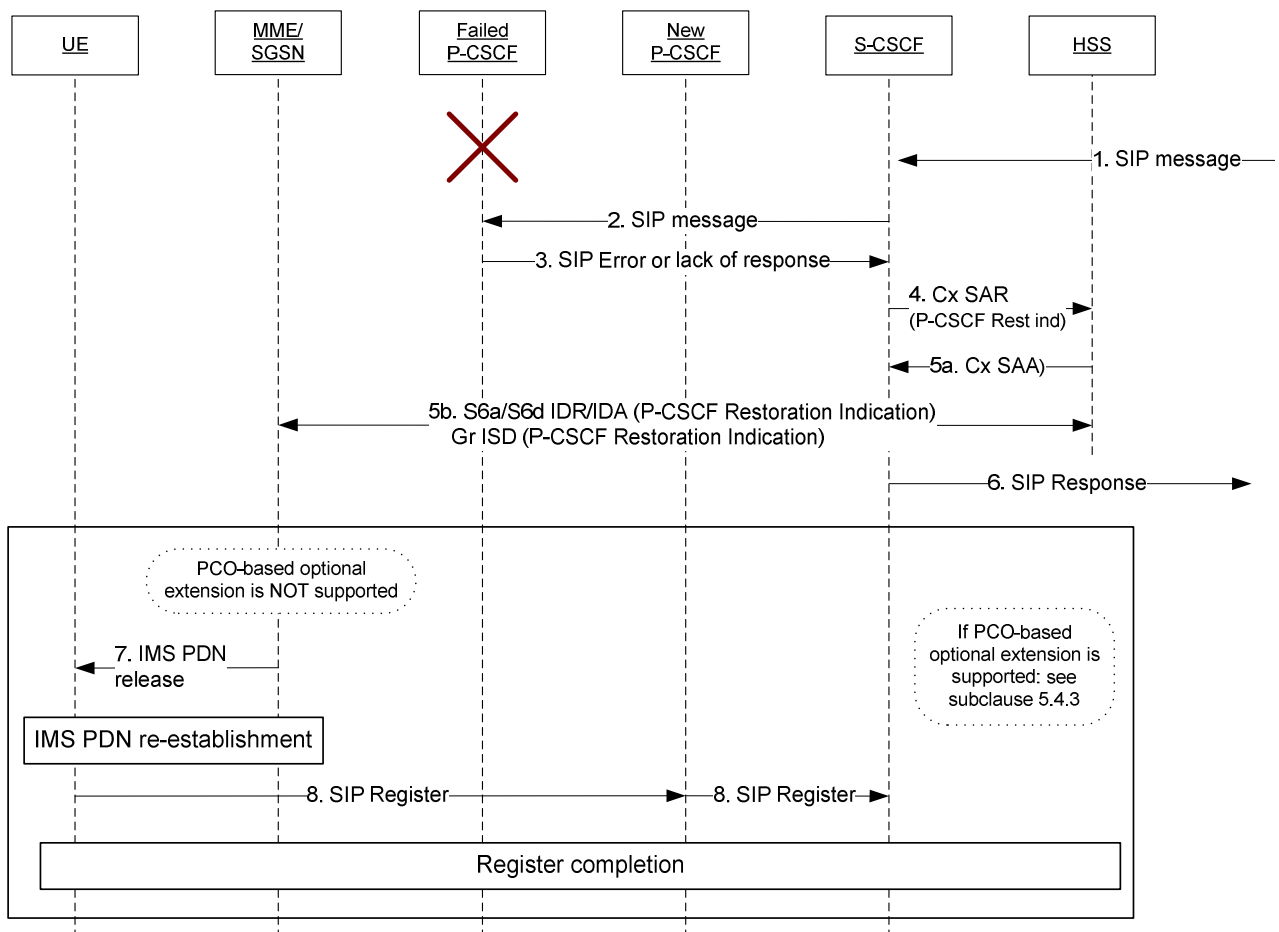 UE
MME/
SGSN
Failed
P-CSCF
New
P-CSCF
S-CSCF
HSS
1. SIP message
2. SIP message
3. SIP Error or lack of response
4. Cx SAR
(P-CSCF Rest ind)
5a. Cx SAA)
5b. S6a/S6d IDR/IDA (P-CSCF Restoration Indication)
Gr ISD (P-CSCF Restoration Indication)
6. SIP Response
PCO-based optional
extension is NOT supported
If PCO-based
optional extension is
supported: see
subclause 5.4.3
7. IMS PDN
release
IMS PDN re-establishment
8. SIP Register
8. SIP Register
Register completion